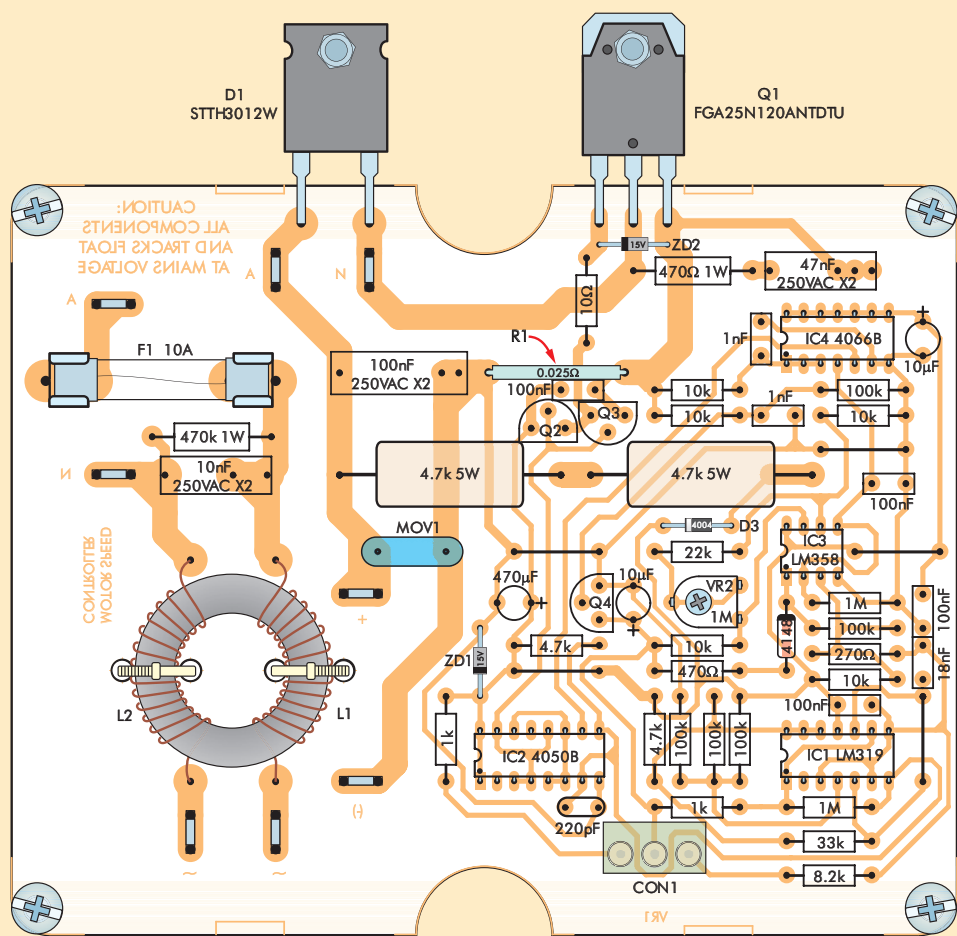 D1
STTH3012W
Q1
FGA25N120ANTDTU
CAUTION:
ALL COMPONENTS
AND TRACKS FLOAT
AT MAINS VOLTAGE
A
N
15V
ZD2
470Ω 1W
47nF
250VAC X2
A
10Ω
F1 10A
R1
1nF
IC4 4066B
+
10µF
100nF
250VAC X2
0.025Ω
100nF
10k
100k
Q2
Q3
10k
1nF
10k
470k 1W
N
10nF
250VAC X2
4.7k 5W
4.7k 5W
100nF
MOTOR SPEED
CONTROLLER
MOV1
4004
D3
22k
IC3
LM358
470µF
+
Q4
10µF
+
VR2
1M
+
4148
1M
100k
270Ω
10k
100nF
18nF
ZD1
15V
4.7k
10k
470Ω
L2
L1
100nF
1k
IC2 4050B
4.7k
100k
100k
100k
IC1 LM319
(-)
220pF
1k
1M
33k
8.2k
CON1
~
~
VR1